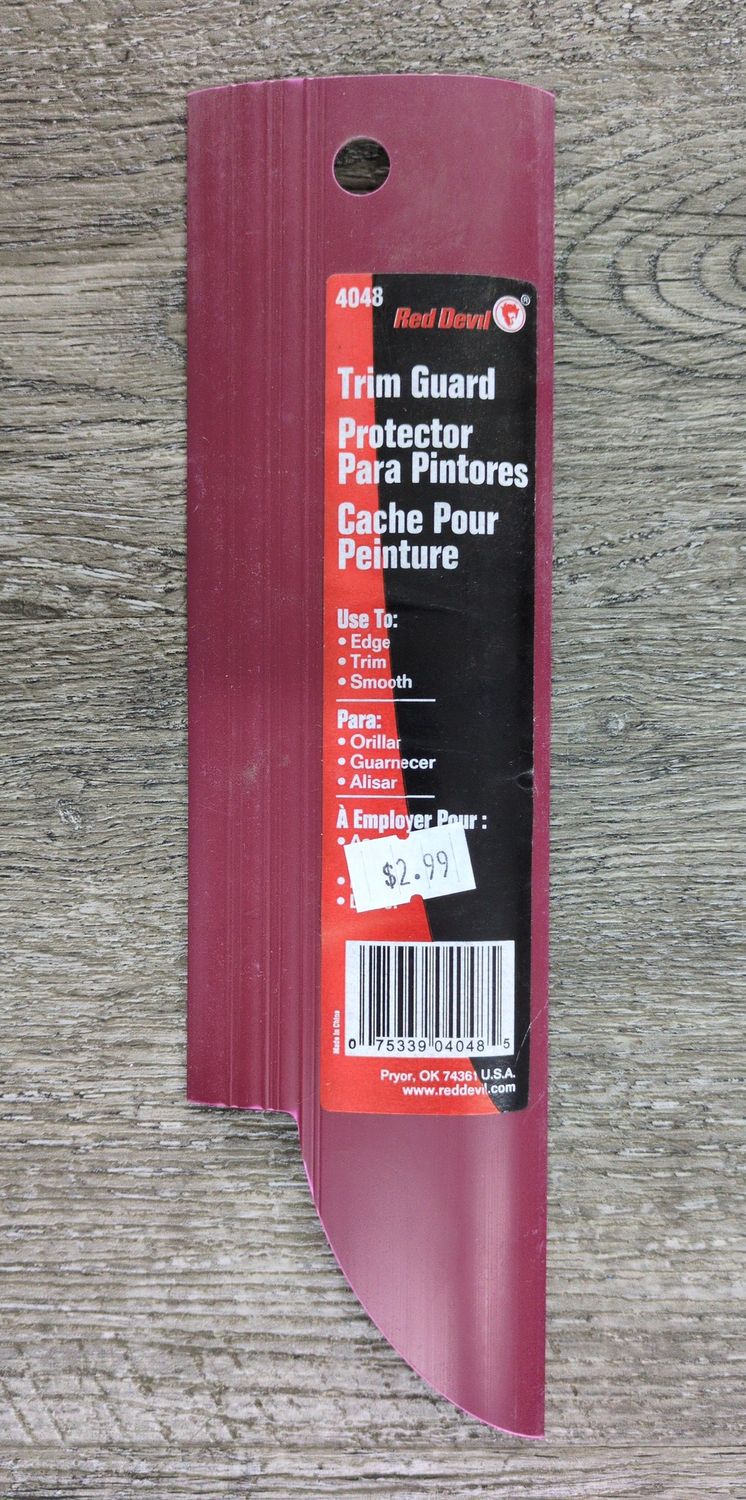 4048
Red Devil ®
Trim Guard
Protector
Para Pintores
Cache Pour
Peinture
Use To:
• Edge
• Trim
• Smooth
Para:
• Orillar
• Guarnecer
• Alisar
À Employer Pour :
$2.99
Made In China
0 75339 04048 5
Pryor, OK 74361 U.S.A.
www.reddevil.com